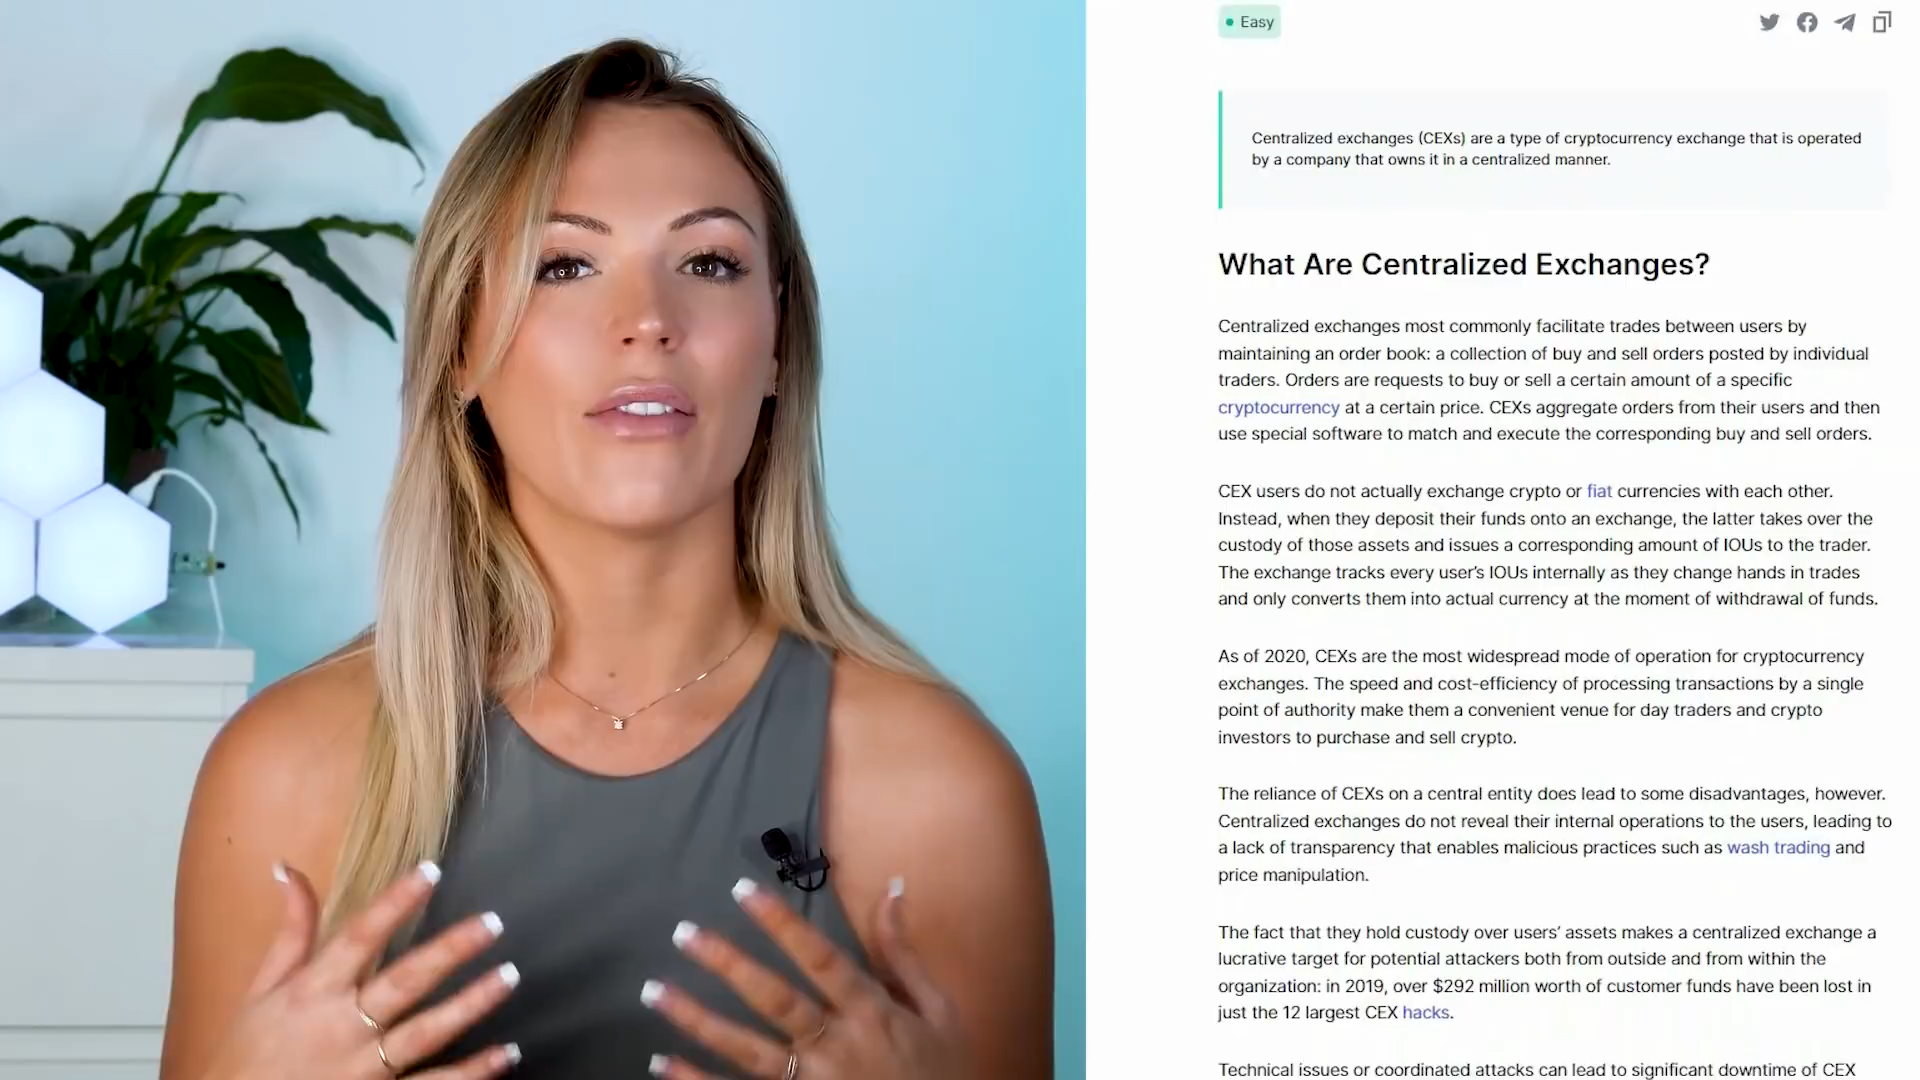 Easy
Centralized exchanges (CEXs) are a type of cryptocurrency exchange that is operated
by a company that owns it in a centralized manner.
What Are Centralized Exchanges?
Centralized exchanges most commonly facilitate trades between users by
maintaining an order book: a collection of buy and sell orders posted by individual
traders. Orders are requests to buy or sell a certain amount of a specific
cryptocurrency at a certain price. CEXs aggregate orders from their users and then
use special software to match and execute the corresponding buy and sell orders.
CEX users do not actually exchange crypto or fiat currencies with each other.
Instead, when they deposit their funds onto an exchange, the latter takes over the
custody of those assets and issues a corresponding amount of IOUs to the trader.
The exchange tracks every user’s IOUs internally as they change hands in trades
and only converts them into actual currency at the moment of withdrawal of funds.
As of 2020, CEXs are the most widespread mode of operation for cryptocurrency
exchanges. The speed and cost-efficiency of processing transactions by a single
point of authority make them a convenient venue for day traders and crypto
investors to purchase and sell crypto.
The reliance of CEXs on a central entity does lead to some disadvantages, however.
Centralized exchanges do not reveal their internal operations to the users, leading to
a lack of transparency that enables malicious practices such as wash trading and
price manipulation.
The fact that they hold custody over users’ assets makes a centralized exchange a
lucrative target for potential attackers both from outside and from within the
organization: in 2019, over $292 million worth of customer funds have been lost in
just the 12 largest CEX hacks.
Technical issues or coordinated attacks can lead to significant downtime of CEX